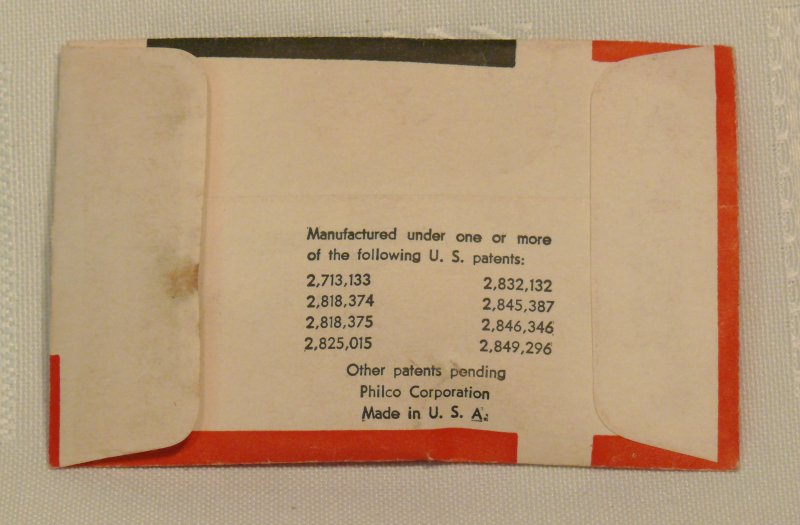 Manufactured under one or more
of the following U. S. patents:
2,713,133 2,832,132
2,818,374 2,845,387
2,818,375 2,846,346
2,825,015 2,849,296
Other patents pending
Philco Corporation
Made in U. S. A.